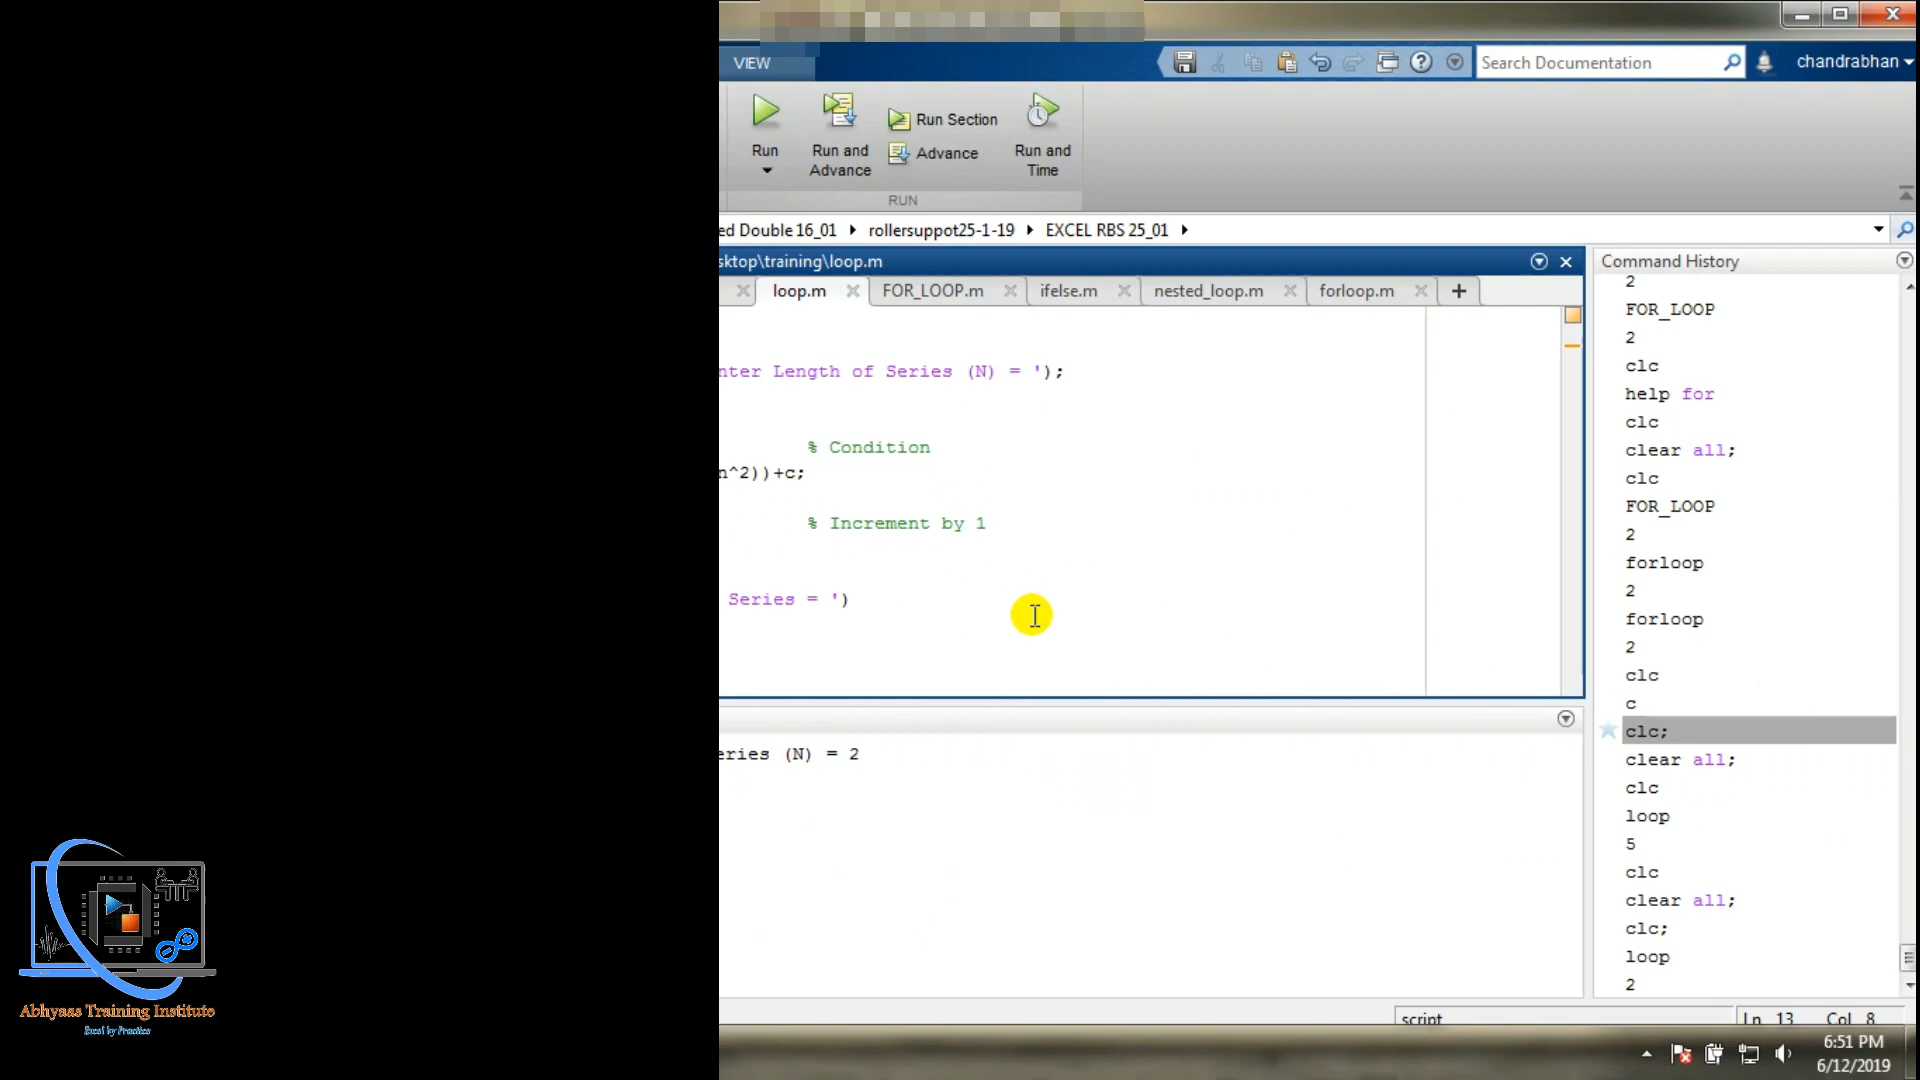 VIEW
Search Documentation
chandrabhan
Run
Run and
Advance
Run Section
Advance
Run and
Time
RUN
ed Double 16_01
rollersuppot25-1-19
EXCEL RBS 25_01
sktop\training\loop.m
loop.m
FOR_LOOP.m
ifelse.m
nested_loop.m
forloop.m
nter Length of Series (N) = ');
% Condition
n^2))+c;
% Increment by 1
Series = ')
eries (N) = 2
Command History
2
FOR_LOOP
2
clc
help for
clc
clear all;
clc
FOR_LOOP
2
forloop
2
forloop
2
clc
c
clc;
clear all;
clc
loop
5
clc
clear all;
clc;
loop
2
script
Ln 13 Col 8
6:51 PM
6/12/2019
Abhyaas Training Institute
Excel by Practice